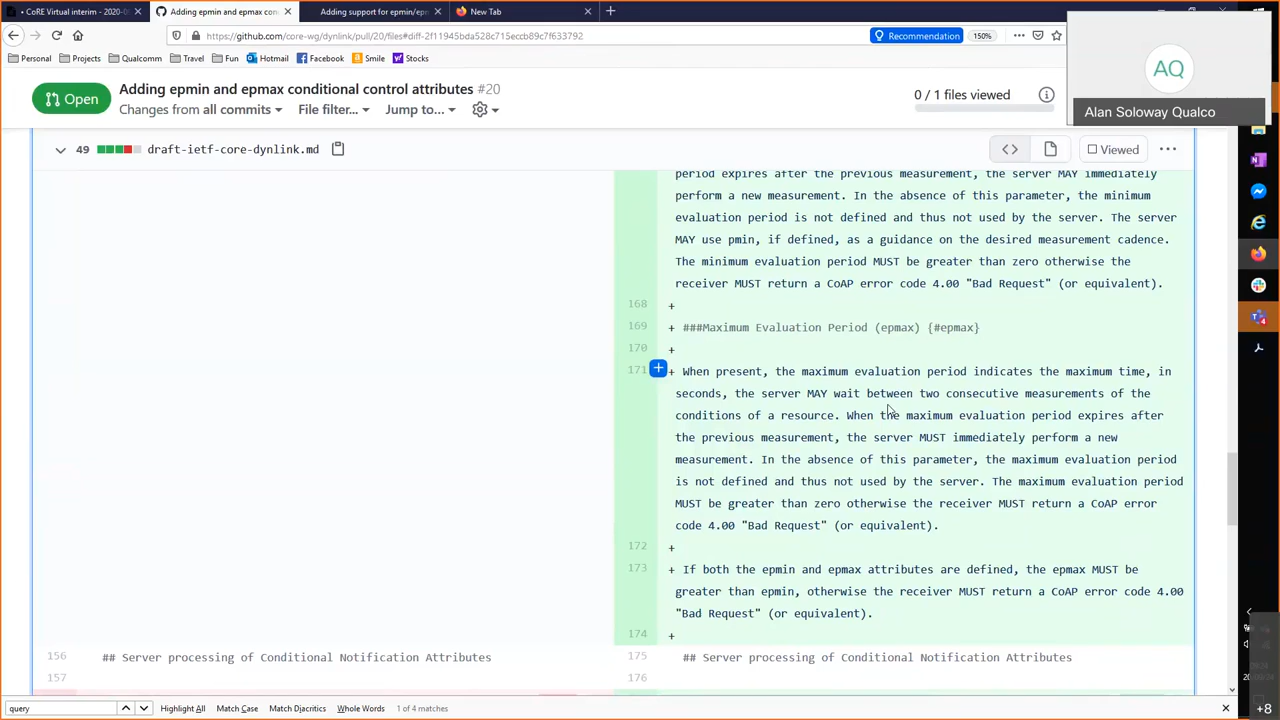 • CoRE Virtual interim - 2020-0
Adding epmin and epmax con
Adding support for epmin/ep
New Tab
https://github.com/core-wg/dynlink/pull/20/files#diff-2f11945bda528c715eccb89c7f633792
Recommendation
150%
Personal
Projects
Qualcomm
Travel
Fun
Hotmail
Facebook
Smile
Stocks
AQ
Alan Soloway Qualco
Open
Adding epmin and epmax conditional control attributes #20
Changes from all commits
File filter...
Jump to...
0 / 1 files viewed
49 draft-ietf-core-dynlink.md
Viewed
period expires after the previous measurement, the server MAY immediately
perform a new measurement. In the absence of this parameter, the minimum
evaluation period is not defined and thus not used by the server. The server
MAY use pmin, if defined, as a guidance on the desired measurement cadence.
The minimum evaluation period MUST be greater than zero otherwise the
receiver MUST return a CoAP error code 4.00 "Bad Request" (or equivalent).
168 +
169 + ###Maximum Evaluation Period (epmax) {#epmax}
170 +
171 + When present, the maximum evaluation period indicates the maximum time, in
seconds, the server MAY wait between two consecutive measurements of the
conditions of a resource. When the maximum evaluation period expires after
the previous measurement, the server MUST immediately perform a new
measurement. In the absence of this parameter, the maximum evaluation period
is not defined and thus not used by the server. The maximum evaluation period
MUST be greater than zero otherwise the receiver MUST return a CoAP error
code 4.00 "Bad Request" (or equivalent).
172 +
173 + If both the epmin and epmax attributes are defined, the epmax MUST be
greater than epmin, otherwise the receiver MUST return a CoAP error code 4.00
"Bad Request" (or equivalent).
174 +
156 ## Server processing of Conditional Notification Attributes
175 ## Server processing of Conditional Notification Attributes
157
176
query
Highlight All
Match Case
Match Diacritics
Whole Words
1 of 4 matches
+8